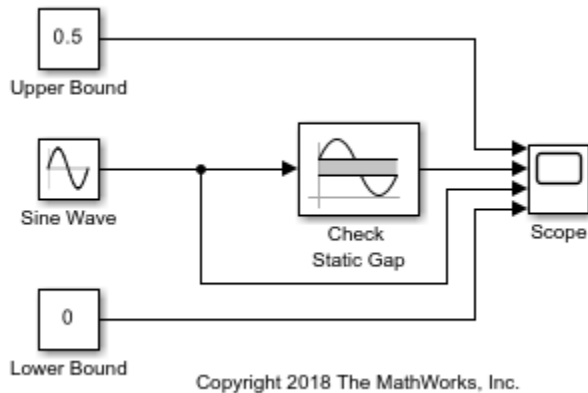 0.5
Upper Bound
Sine Wave
Check
Static Gap
Scope
0
Lower Bound
Copyright 2018 The MathWorks, Inc.